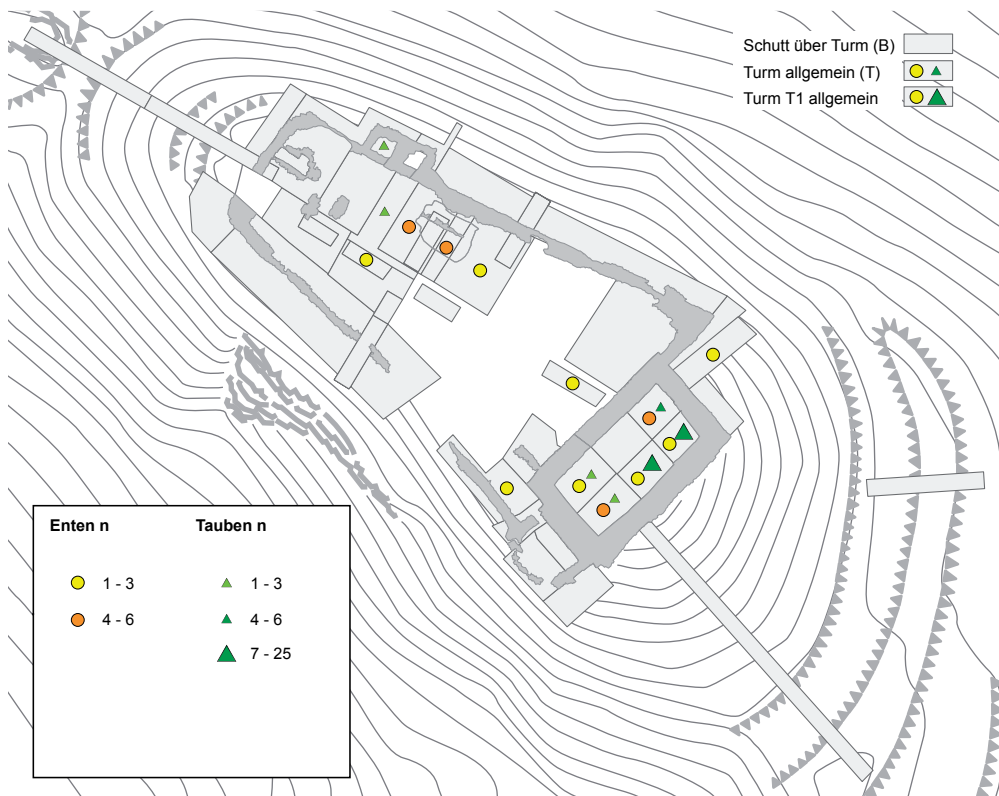 Schutt über Turm (B)
Turm allgemein (T)
Turm T1 allgemein
Enten n Tauben n
1 - 3 1 - 3
4 - 6 4 - 6
7 - 25